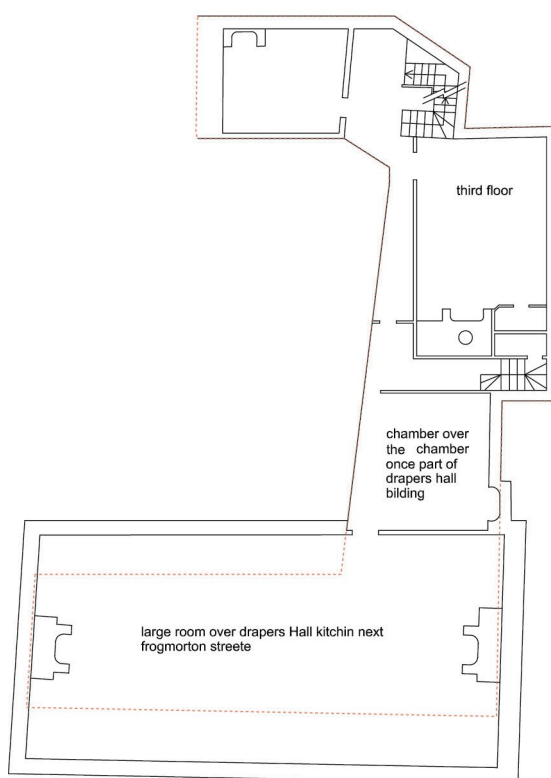 third floor
chamber over
the chamber
once part of
drapers hall
bilding
large room over drapers Hall kitchin next
frogmorton streete